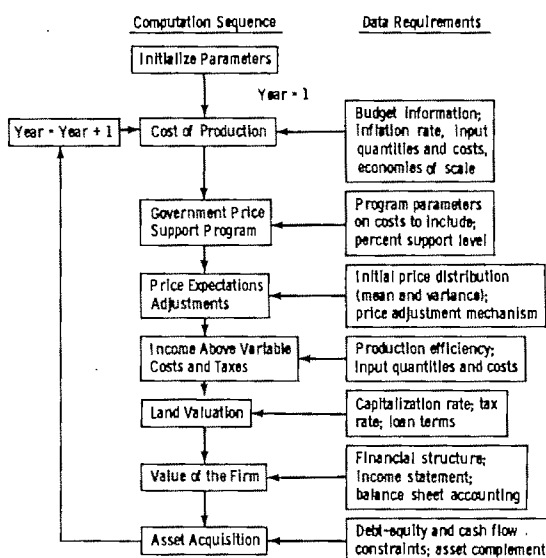 Computation Sequence
Data Requirements
Initialize Parameters
Year = 1
Year = Year + 1
Cost of Production
Budget information;
inflation rate, input
quantities and costs,
economies of scale
Government Price
Support Program
Program parameters
on costs to include;
percent support level
Price Expectations
Adjustments
Initial price distribution
(mean and variance);
price adjustment mechanism
Income Above Variable
Costs and Taxes
Production efficiency;
input quantities and costs
Land Valuation
Capitalization rate; tax
rate; loan terms
Value of the Firm
Financial structure;
income statement;
balance sheet accounting
Asset Acquisition
Debt-equity and cash flow
constraints; asset complement